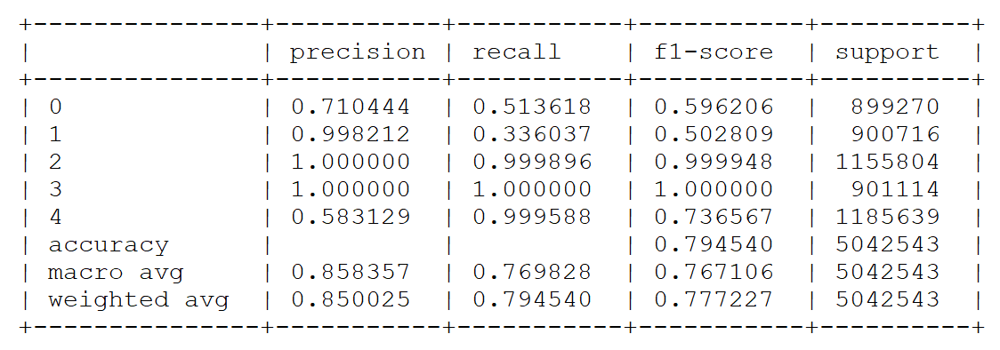 +---------------+-----------+-----------+-----------+----------+
|               | precision | recall    | f1-score  | support  |
+---------------+-----------+-----------+-----------+----------+
| 0             | 0.710444  | 0.513618  | 0.596206  |  899270  |
| 1             | 0.998212  | 0.336037  | 0.502809  |  900716  |
| 2             | 1.000000  | 0.999896  | 0.999948  | 1155804  |
| 3             | 1.000000  | 1.000000  | 1.000000  |  901114  |
| 4             | 0.583129  | 0.999588  | 0.736567  | 1185639  |
| accuracy      |           |           | 0.794540  | 5042543  |
| macro avg     | 0.858357  | 0.769828  | 0.767106  | 5042543  |
| weighted avg  | 0.850025  | 0.794540  | 0.777227  | 5042543  |
+---------------+-----------+-----------+-----------+----------+